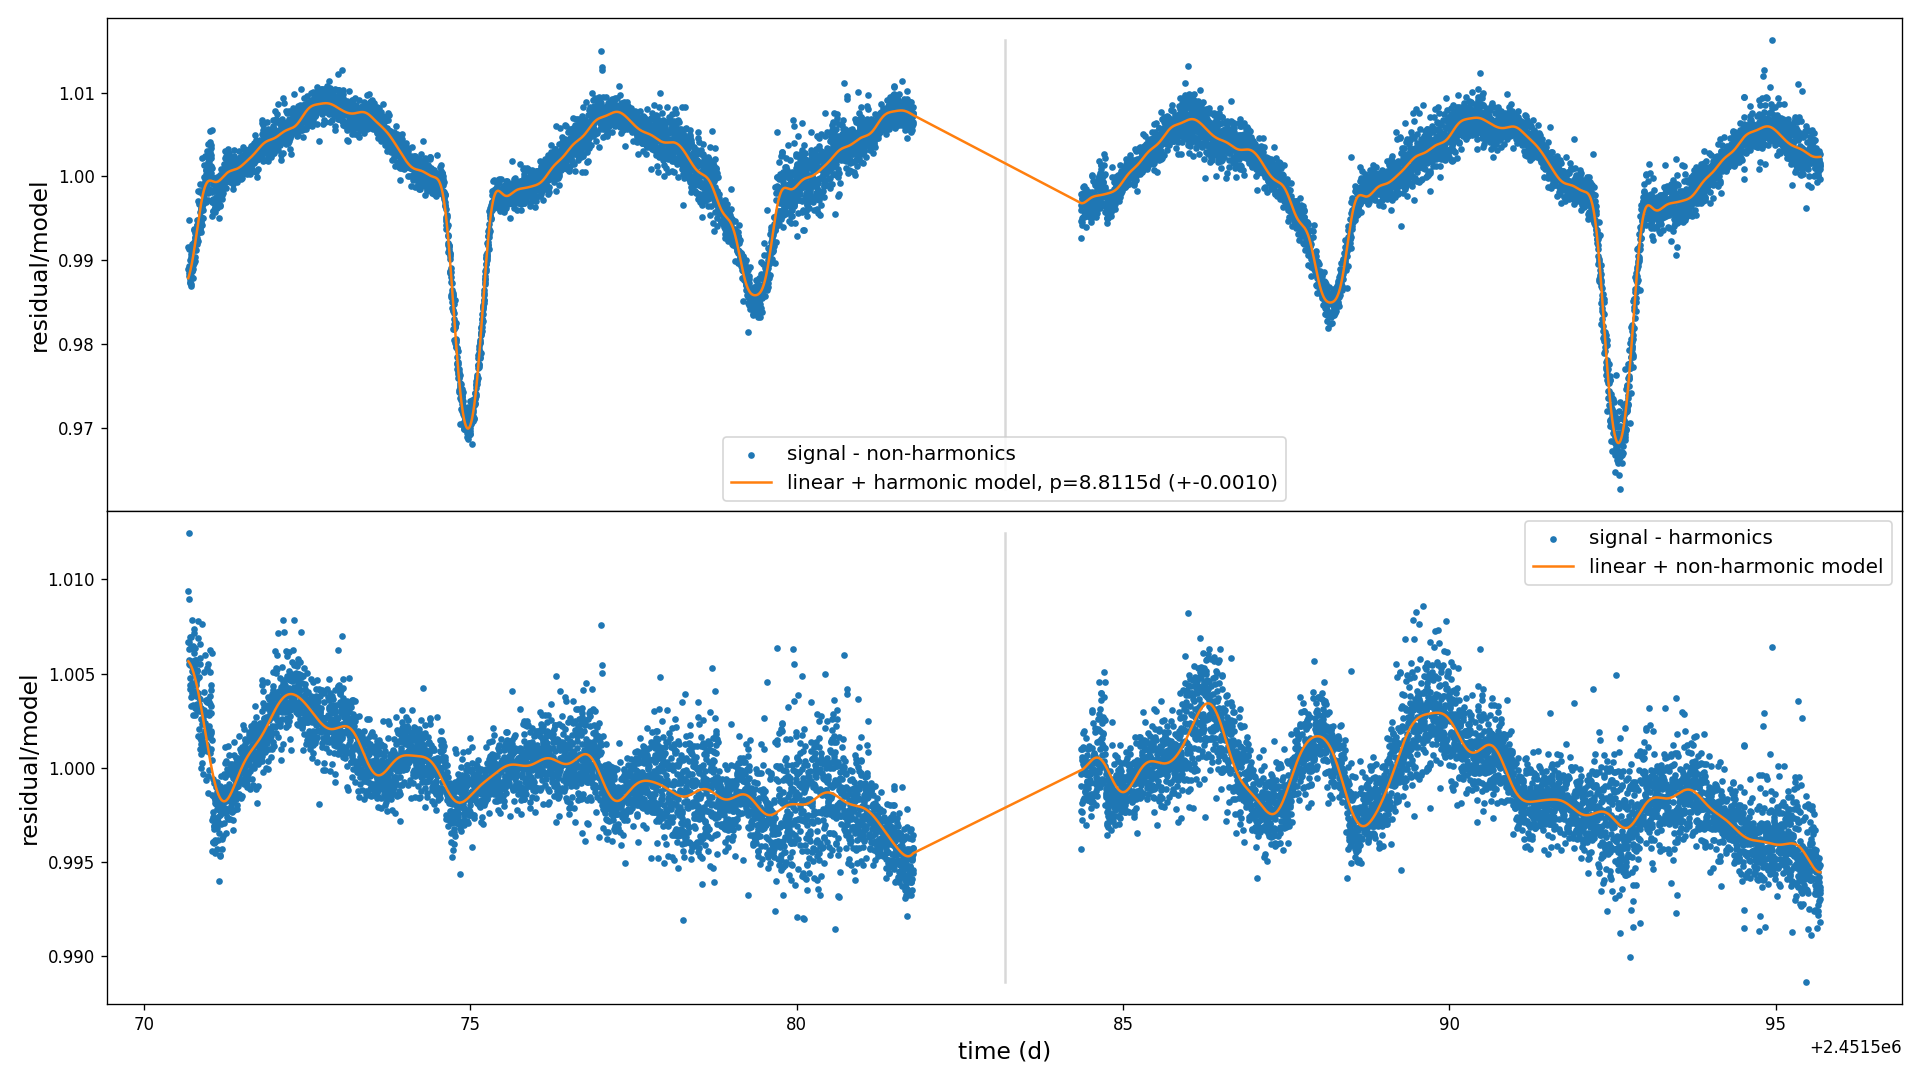 1.01
1.00
0.99
0.98
0.97
residual/model
signal - non-harmonics
linear + harmonic model, p=8.8115d (+-0.0010)
1.010
1.005
1.000
0.995
0.990
residual/model
signal - harmonics
linear + non-harmonic model
70 75 80 85 90 95
time (d)
+2.4515e6